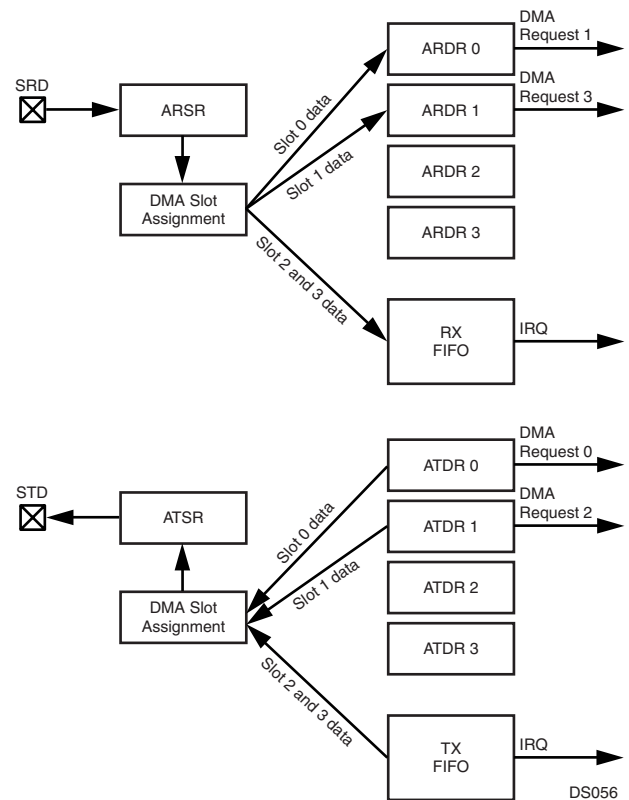 SRD
ARSR
DMA Slot
Assignment
Slot 0 data
Slot 1 data
Slot 2 and 3 data
ARDR 0
DMA
Request 1
ARDR 1
DMA
Request 3
ARDR 2
ARDR 3
RX
FIFO
IRQ
STD
ATSR
DMA Slot
Assignment
Slot 0 data
Slot 1 data
Slot 2 and 3 data
ATDR 0
DMA
Request 0
ATDR 1
DMA
Request 2
ATDR 2
ATDR 3
TX
FIFO
IRQ
DS056